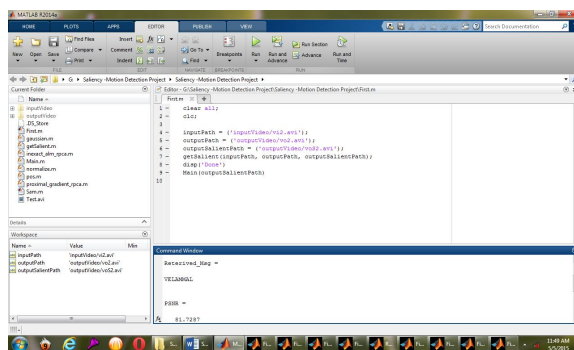 MATLAB R2014a
HOME PLOTS APPS EDITOR PUBLISH VIEW
Search Documentation
New Open Save Find Files Compare Print
Insert Comment Indent
Go To Find
Breakpoints Run Run and Advance Run Section Advance Run and Time
FILE EDIT NAVIGATE BREAKPOINTS RUN
G: Saliency -Motion Detection Project Saliency -Motion Detection Project
Current Folder
Name
inputVideo
outputVideo
.DS_Store
First.m
gaussian.m
getSalient.m
inexact_alm_rpca.m
Main.m
normalize.m
pos.m
proximal_gradient_rpca.m
Sam.m
Test.avi
Details
Workspace
Name Value Min
inputPath 'inputVideo/vi2.avi'
outputPath 'outputVideo/vo2.avi'
outputSalientPath 'outputVideo/voS2.avi'
Editor - G:\Saliency -Motion Detection Project\Saliency -Motion Detection Project\First.m
First.m
1 - clear all;
2 - clc;
3
4 - inputPath = ('inputVideo/vi2.avi');
5 - outputPath = ('outputVideo/vo2.avi');
6 - outputSalientPath = ('outputVideo/voS2.avi');
7 - getSalient(inputPath, outputPath, outputSalientPath);
8 - disp('Done')
9 - Main(outputSalientPath)
10
Command Window
Reterived_Msg =
VELAMMAL
PSNR =
81.7287
fx
11:49 AM
5/5/2015